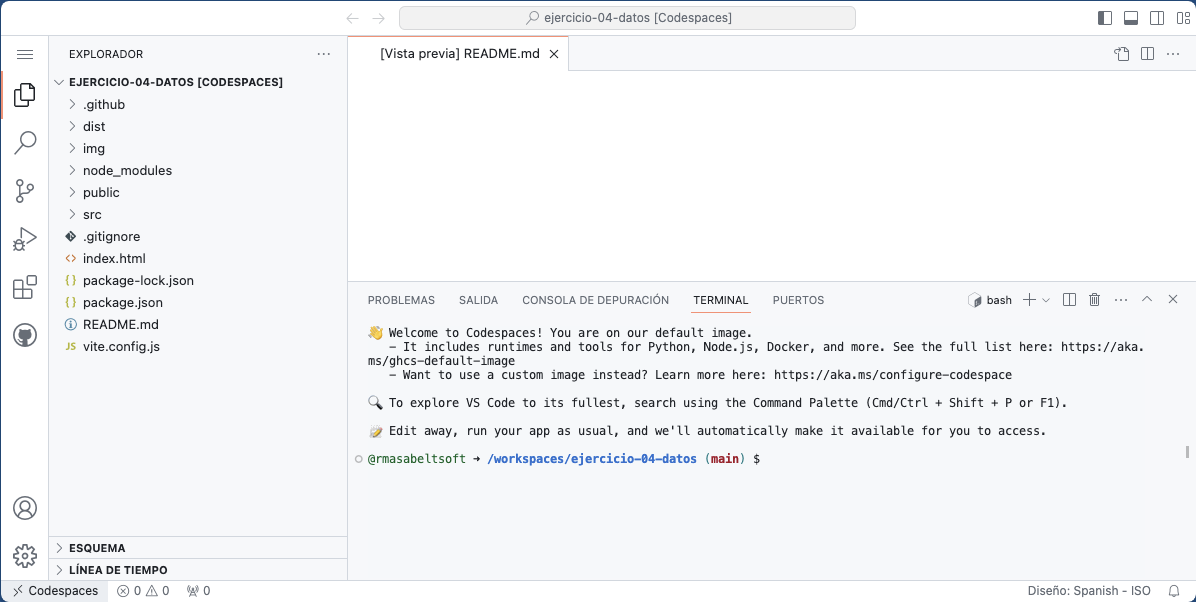 ejercicio-04-datos [Codespaces]
EXPLORADOR
EJERCICIO-04-DATOS [CODESPACES]
.github
dist
img
node_modules
public
src
.gitignore
index.html
package-lock.json
package.json
README.md
JS vite.config.js
ESQUEMA
LÍNEA DE TIEMPO
[Vista previa] README.md
PROBLEMAS SALIDA CONSOLA DE DEPURACIÓN TERMINAL PUERTOS bash
👋 Welcome to Codespaces! You are on our default image.
– It includes runtimes and tools for Python, Node.js, Docker, and more. See the full list here: https://aka.
ms/ghcs-default-image
– Want to use a custom image instead? Learn more here: https://aka.ms/configure-codespace
🔍 To explore VS Code to its fullest, search using the Command Palette (Cmd/Ctrl + Shift + P or F1).
📝 Edit away, run your app as usual, and we'll automatically make it available for you to access.
@rmasabeltsoft ➜ /workspaces/ejercicio-04-datos (main) $
Codespaces 0 0 0 Diseño: Spanish - ISO